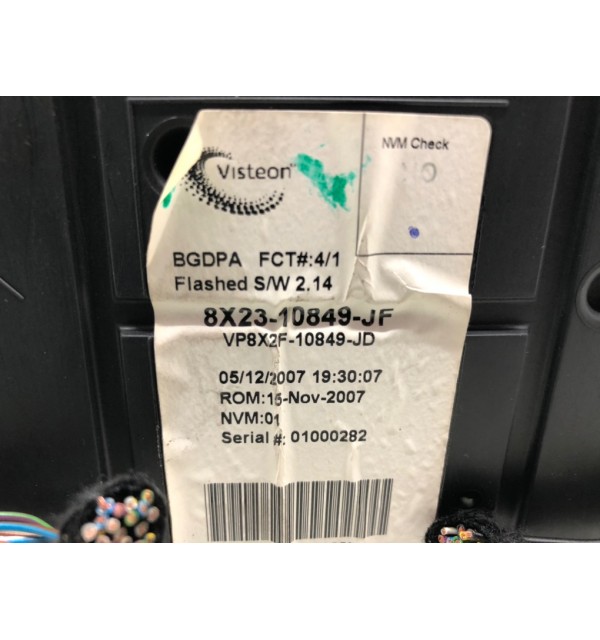 Visteon
NVM Check
NO
BGDPA FCT#:4/1
Flashed S/W 2.14
8X23-10849-JF
VP8X2F-10849-JD
05/12/2007 19:30:07
ROM:15-Nov-2007
NVM:01
Serial #: 01000282